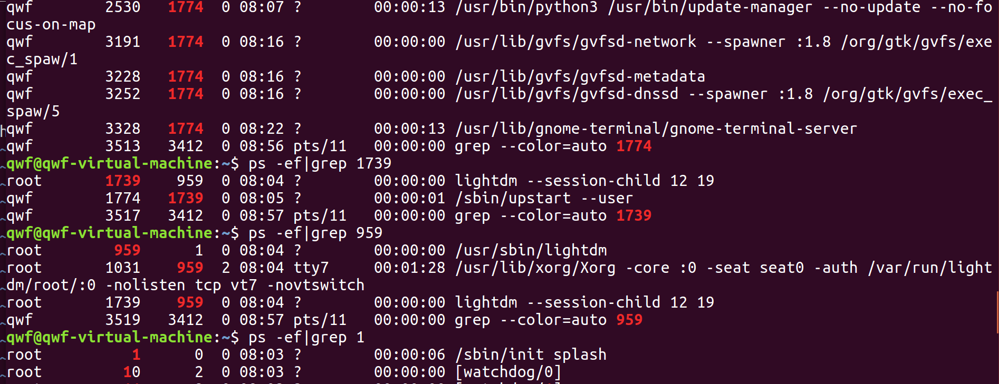 qwf 2530 1774 0 08:07 ? 00:00:13 /usr/bin/python3 /usr/bin/update-manager --no-update --no-fo
cus-on-map
qwf 3191 1774 0 08:16 ? 00:00:00 /usr/lib/gvfs/gvfsd-network --spawner :1.8 /org/gtk/gvfs/exe
c_spaw/1
qwf 3228 1774 0 08:16 ? 00:00:00 /usr/lib/gvfs/gvfsd-metadata
qwf 3252 1774 0 08:16 ? 00:00:00 /usr/lib/gvfs/gvfsd-dnssd --spawner :1.8 /org/gtk/gvfs/exec_
spaw/5
qwf 3328 1774 0 08:22 ? 00:00:13 /usr/lib/gnome-terminal/gnome-terminal-server
qwf 3513 3412 0 08:56 pts/11 00:00:00 grep --color=auto 1774
qwf@qwf-virtual-machine:~$ ps -ef|grep 1739
root 1739 959 0 08:04 ? 00:00:00 lightdm --session-child 12 19
qwf 1774 1739 0 08:05 ? 00:00:01 /sbin/upstart --user
qwf 3517 3412 0 08:57 pts/11 00:00:00 grep --color=auto 1739
qwf@qwf-virtual-machine:~$ ps -ef|grep 959
root 959 1 0 08:04 ? 00:00:00 /usr/sbin/lightdm
root 1031 959 2 08:04 tty7 00:01:28 /usr/lib/xorg/Xorg -core :0 -seat seat0 -auth /var/run/light
dm/root/:0 -nolisten tcp vt7 -novtswitch
root 1739 959 0 08:04 ? 00:00:00 lightdm --session-child 12 19
qwf 3519 3412 0 08:57 pts/11 00:00:00 grep --color=auto 959
qwf@qwf-virtual-machine:~$ ps -ef|grep 1
root 1 0 0 08:03 ? 00:00:06 /sbin/init splash
root 10 2 0 08:03 ? 00:00:00 [watchdog/0]